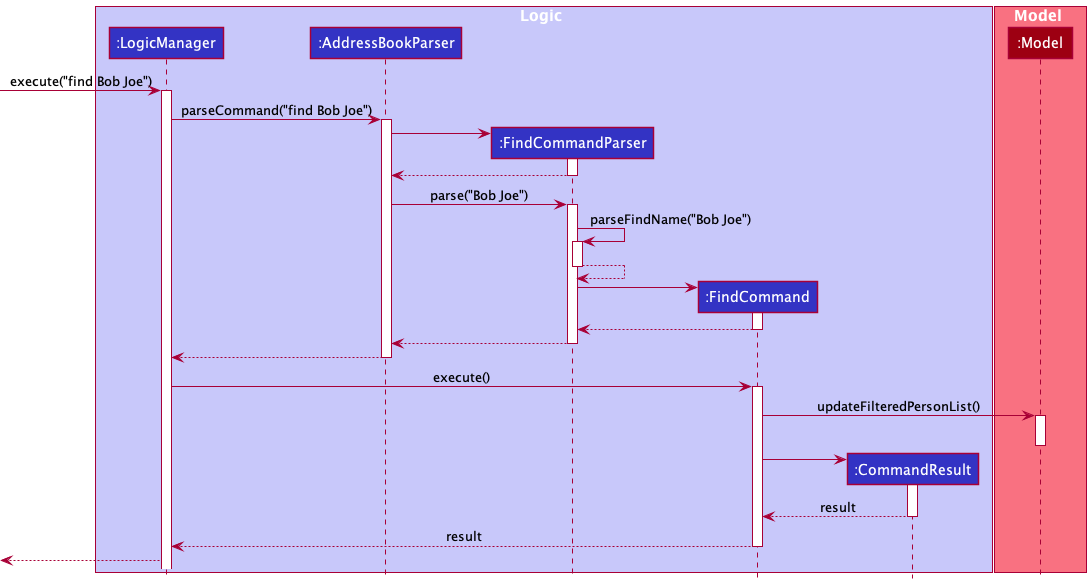 Logic
Model
:LogicManager
:AddressBookParser
:Model
execute("find Bob Joe")
parseCommand("find Bob Joe")
:FindCommandParser
parse("Bob Joe")
parseFindName("Bob Joe")
:FindCommand
execute()
updateFilteredPersonList()
:CommandResult
result
result